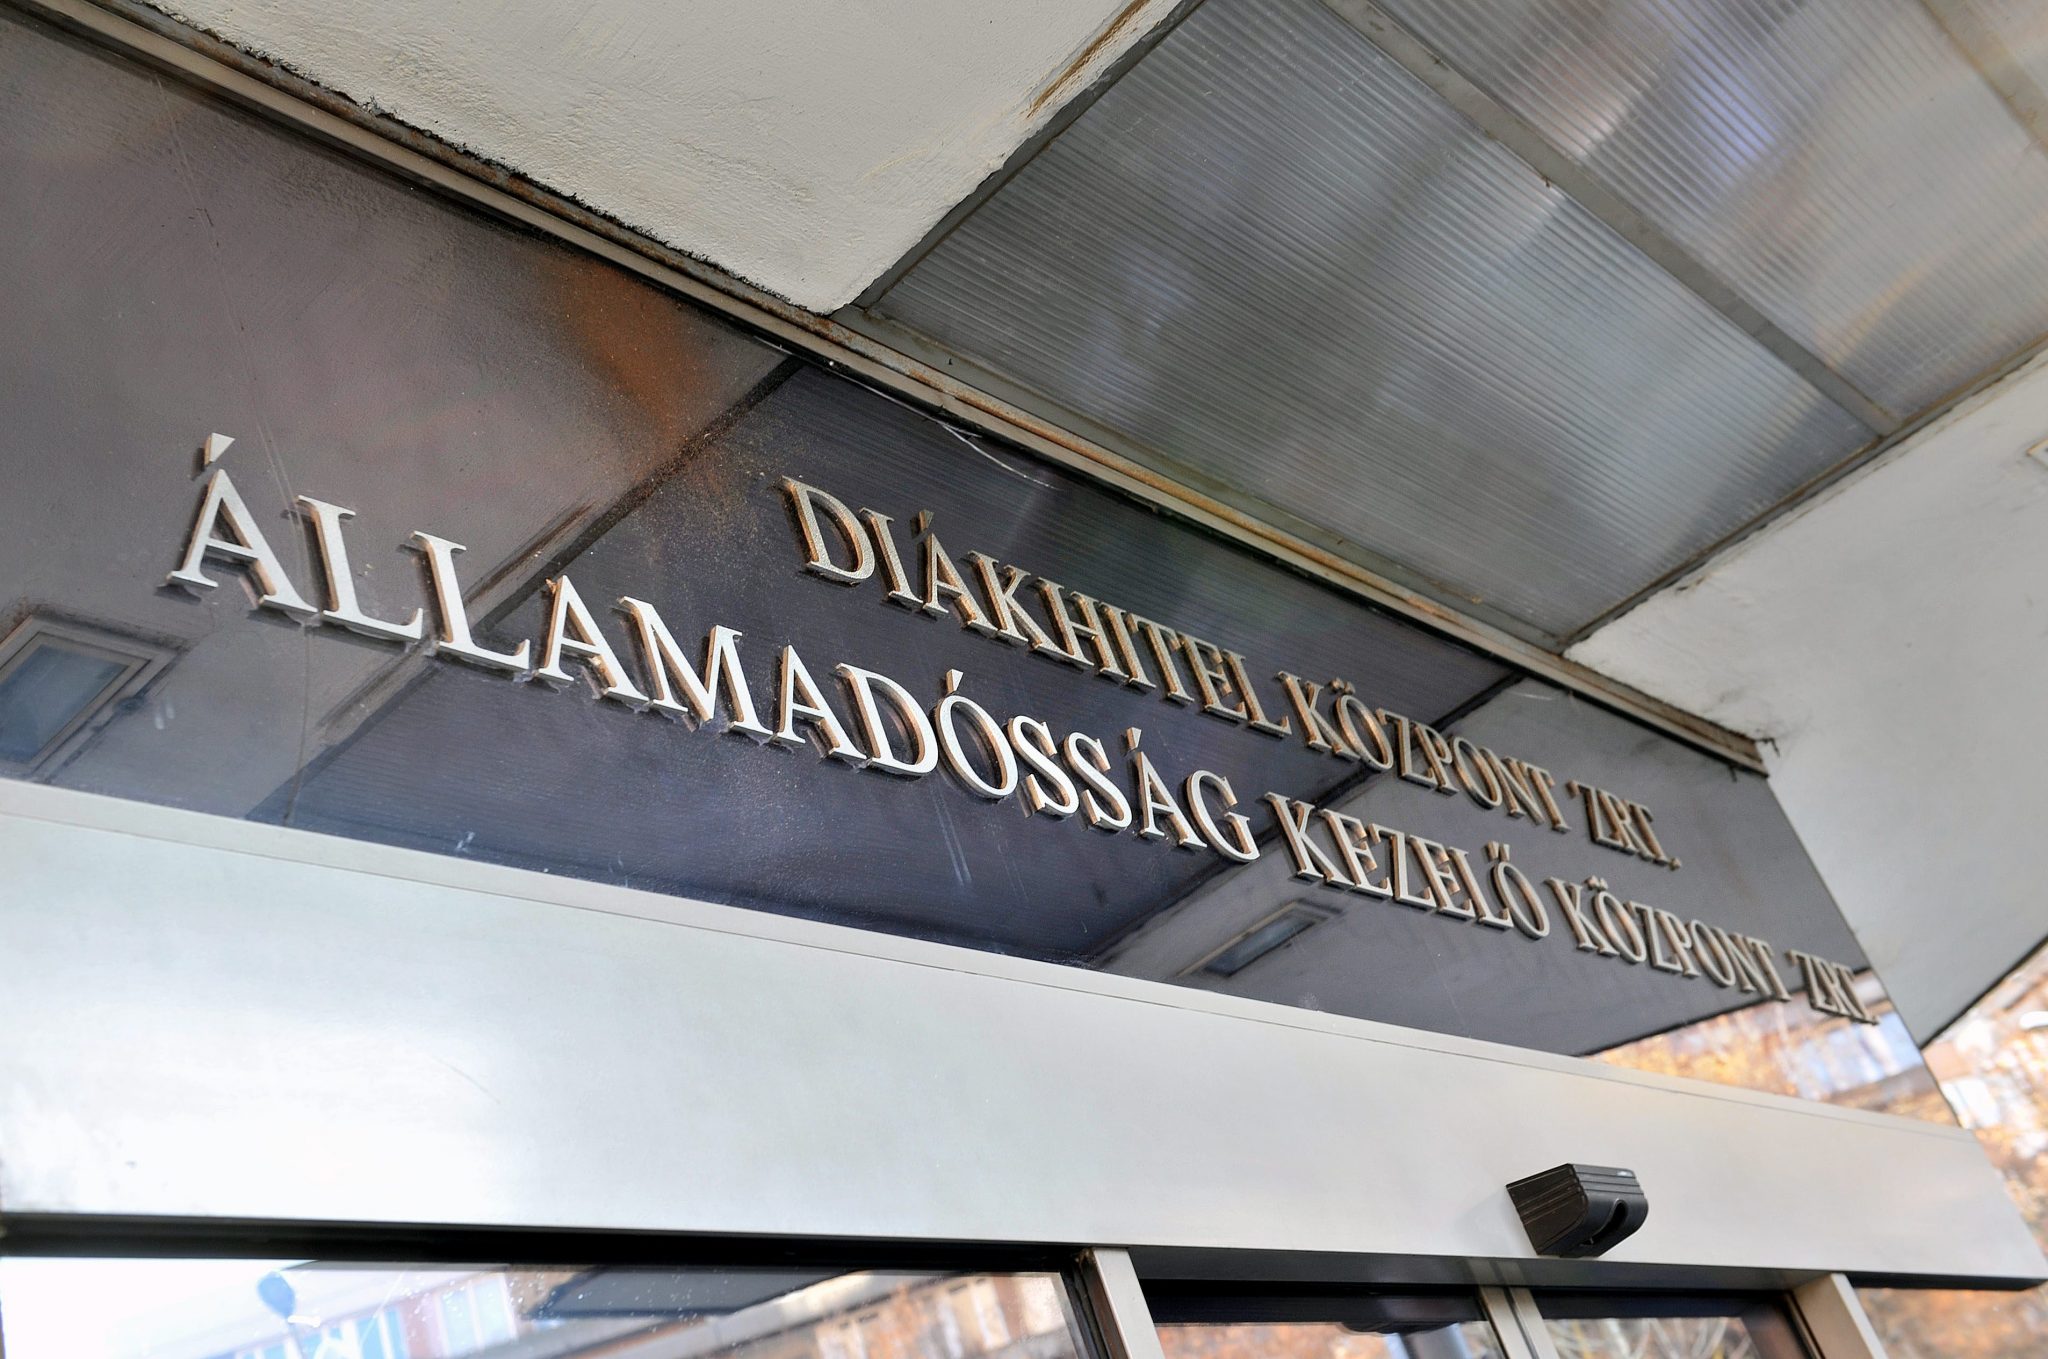 DIÁKHITEL KÖZPONT ZRT.
ÁLLAMADÓSSÁG KEZELŐ KÖZPONT ZRT.